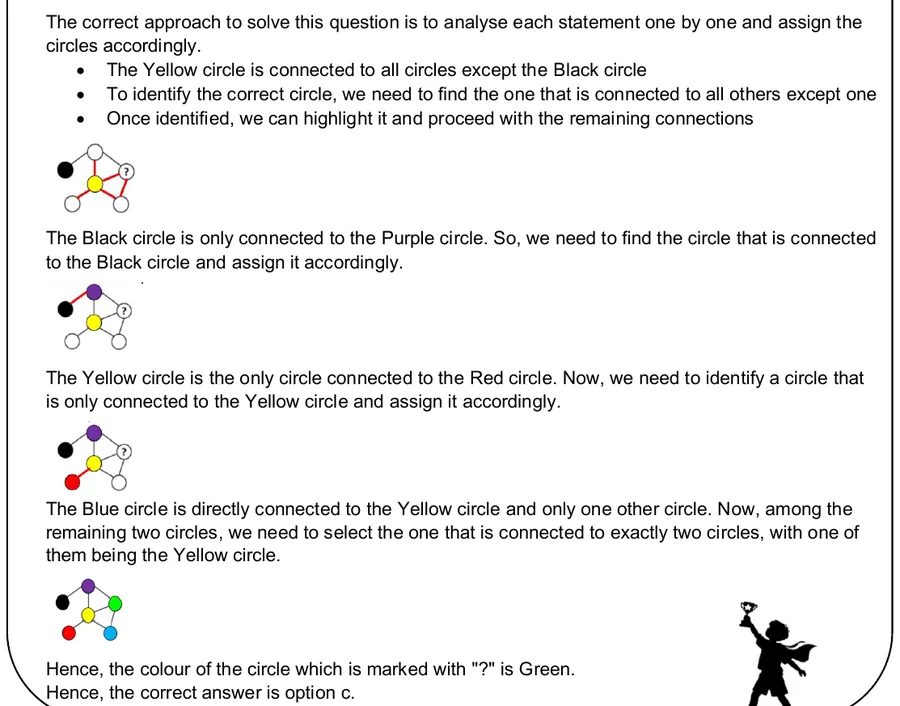 The correct approach to solve this question is to analyse each statement one by one and assign the
circles accordingly.
• The Yellow circle is connected to all circles except the Black circle
• To identify the correct circle, we need to find the one that is connected to all others except one
• Once identified, we can highlight it and proceed with the remaining connections
?
The Black circle is only connected to the Purple circle. So, we need to find the circle that is connected
to the Black circle and assign it accordingly.
?
The Yellow circle is the only circle connected to the Red circle. Now, we need to identify a circle that
is only connected to the Yellow circle and assign it accordingly.
?
The Blue circle is directly connected to the Yellow circle and only one other circle. Now, among the
remaining two circles, we need to select the one that is connected to exactly two circles, with one of
them being the Yellow circle.
Hence, the colour of the circle which is marked with "?" is Green.
Hence, the correct answer is option c.